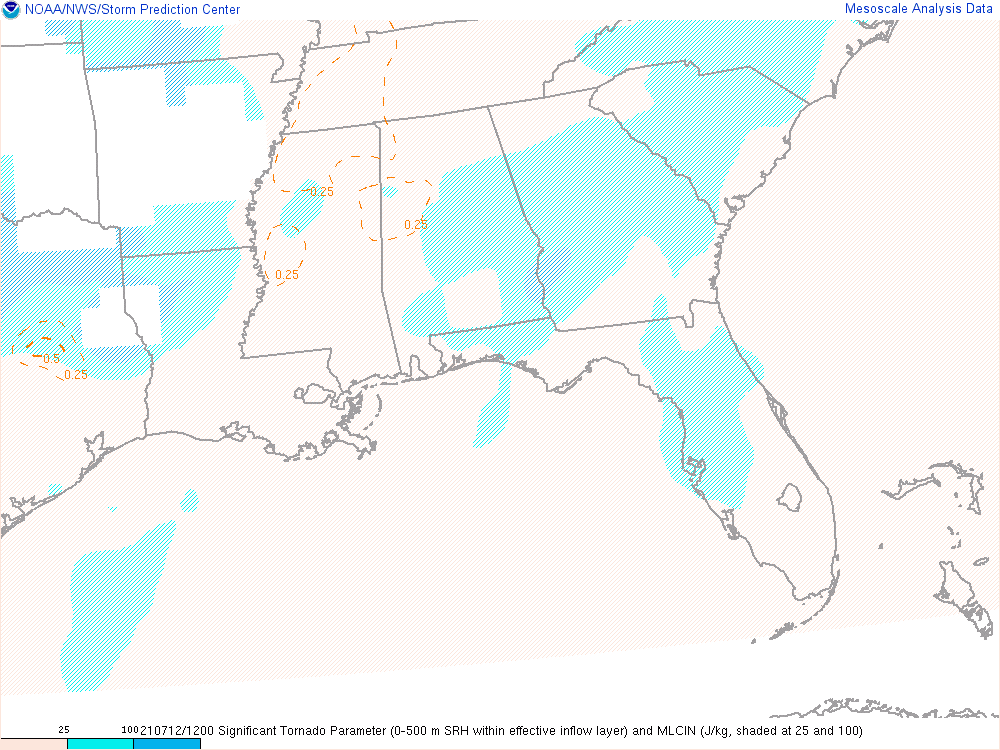 NOAA/NWS/Storm Prediction Center
Mesoscale Analysis Data
0.25
0.25
0.25
0.5
0.25
25 100 210712/1200 Significant Tornado Parameter (0-500 m SRH within effective inflow layer) and MLCIN (J/kg, shaded at 25 and 100)